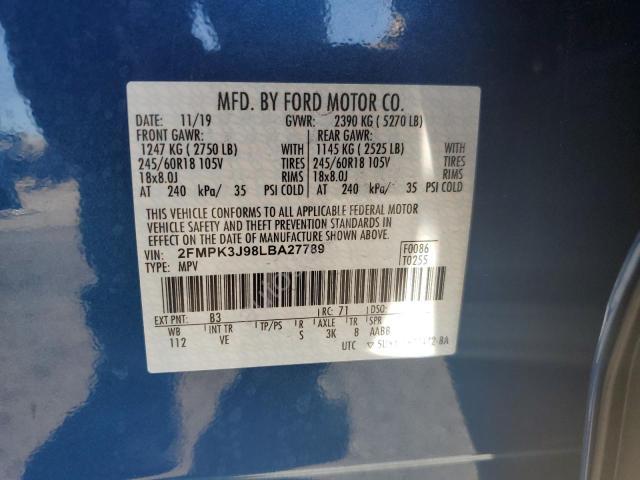 MFD. BY FORD MOTOR CO.
DATE: 11/19 GVWR: 2390 KG ( 5270 LB)
FRONT GAWR: REAR GAWR:
1247 KG ( 2750 LB) WITH 1145 KG ( 2525 LB) WITH
245/60R18 105V TIRES 245/60R18 105V TIRES
18x8.0J RIMS 18x8.0J RIMS
AT 240 kPa/ 35 PSI COLD AT 240 kPa/ 35 PSI COLD
THIS VEHICLE CONFORMS TO ALL APPLICABLE FEDERAL MOTOR
VEHICLE SAFETY AND THEFT PREVENTION STANDARDS
IN EFFECT ON THE DATE OF MANUFACTURE SHOWN ABOVE.
VIN: 2FMPK3J98LBA27789 F0086
TYPE: MPV T0255
EXT PNT: B3 RC: 71 DSO:
WB INT TR TP/PS R AXLE TR SPR
112 VE S 3K 8 AABB
UTC